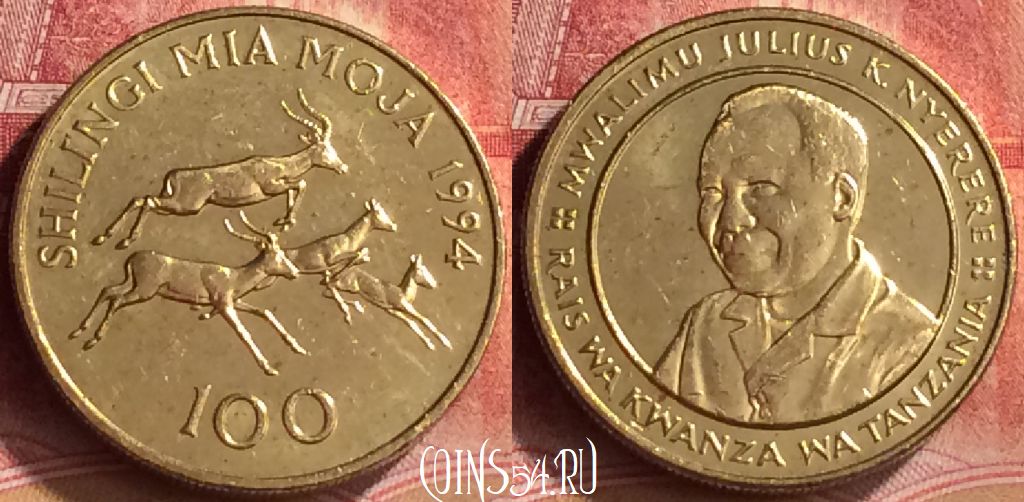 SHILINGI MIA MOJA 1994
100
MWALIMU JULIUS K. NYERERE
RAIS WA KWANZA WA TANZANIA
COINS54.RU